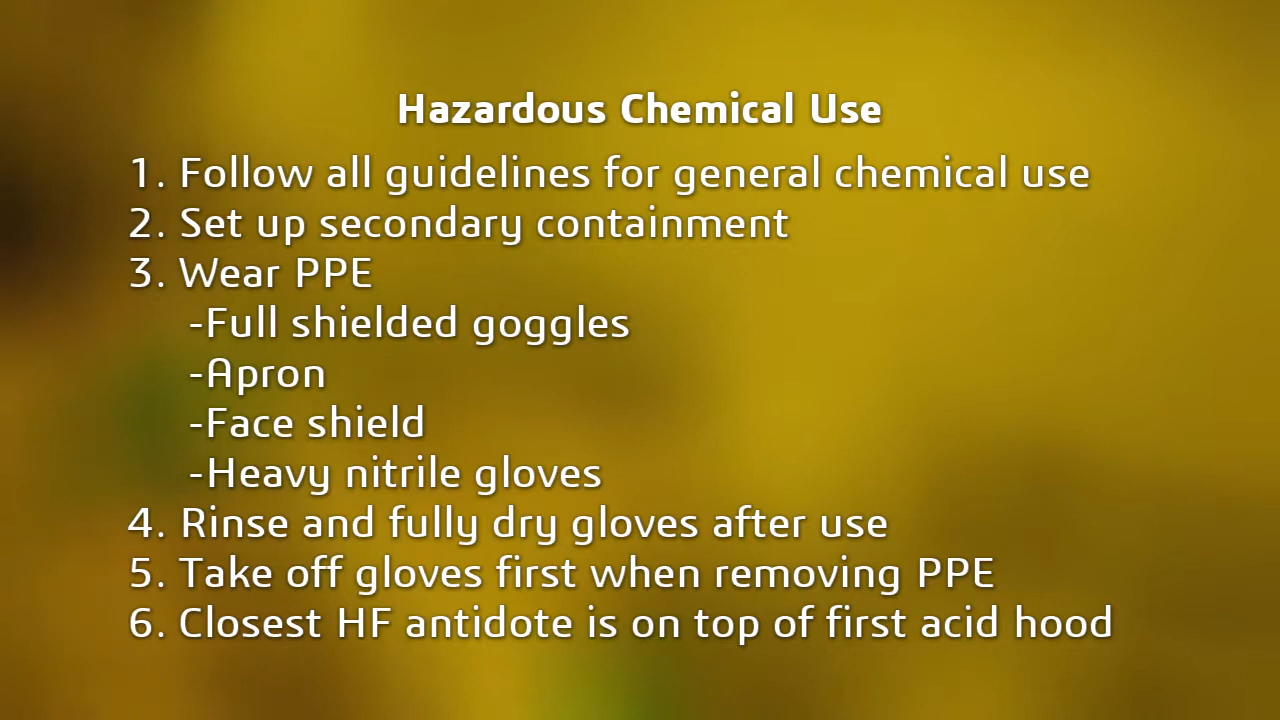 Hazardous Chemical Use
1. Follow all guidelines for general chemical use
2. Set up secondary containment
3. Wear PPE
-Full shielded goggles
-Apron
-Face shield
-Heavy nitrile gloves
4. Rinse and fully dry gloves after use
5. Take off gloves first when removing PPE
6. Closest HF antidote is on top of first acid hood